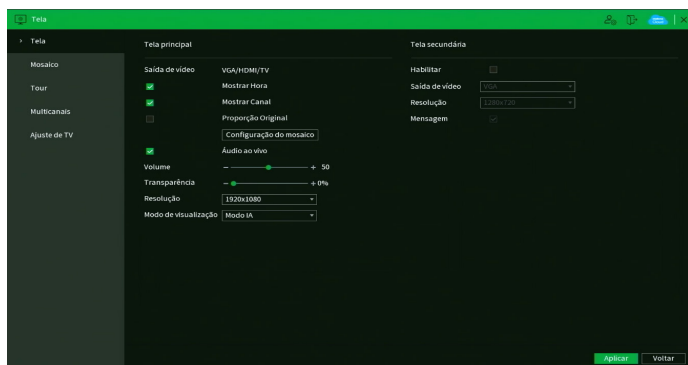 Tela
Tela
Mosaico
Tour
Multicanais
Ajuste de TV
Tela principal
Saída de vídeo VGA/HDMI/TV
Mostrar Hora
Mostrar Canal
Proporção Original
Configuração do mosaico
Áudio ao vivo
Volume - + 50
Transparência - + 0%
Resolução 1920x1080
Modo de visualização Modo IA
Tela secundária
Habilitar
Saída de vídeo VGA
Resolução 1280x720
Mensagem
Aplicar Voltar